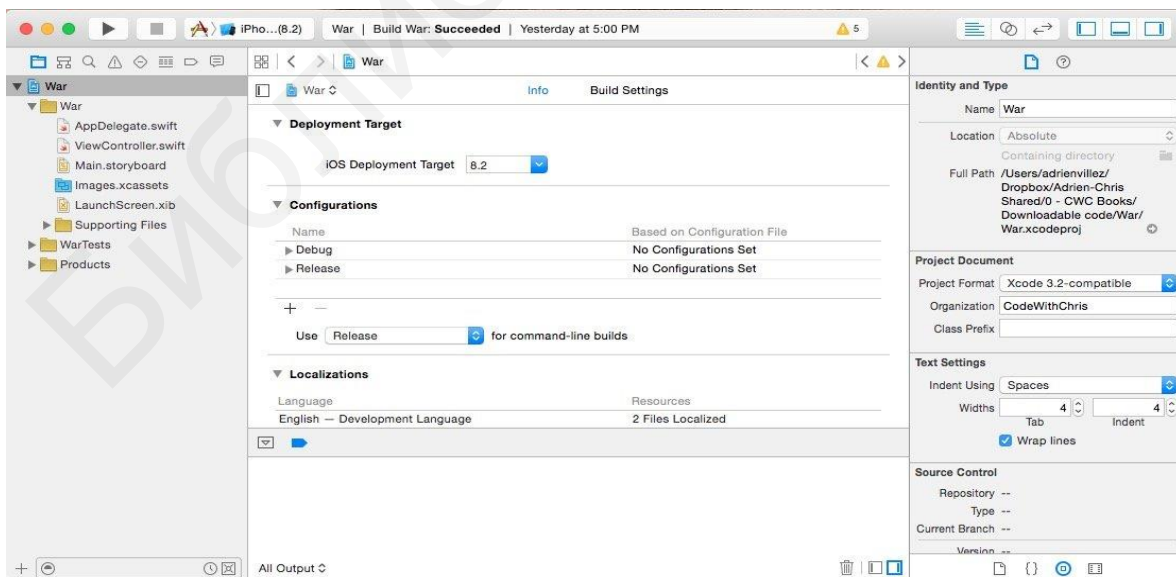 iPho...(8.2) War | Build War: Succeeded | Yesterday at 5:00 PM 5
War
War
AppDelegate.swift
ViewController.swift
Main.storyboard
Images.xcassets
LaunchScreen.xib
Supporting Files
WarTests
Products
War
War Info Build Settings
Deployment Target
iOS Deployment Target 8.2
Configurations
Name Based on Configuration File
Debug No Configurations Set
Release No Configurations Set
Use Release for command-line builds
Localizations
Language Resources
English — Development Language 2 Files Localized
All Output
Identity and Type
Name War
Location Absolute
Containing directory
Full Path /Users/adrienvillez/
Dropbox/Adrien-Chris
Shared/0 - CWC Books/
Downloadable code/War/
War.xcodeproj
Project Document
Project Format Xcode 3.2-compatible
Organization CodeWithChris
Class Prefix
Text Settings
Indent Using Spaces
Widths 4 4
Tab Indent
Wrap lines
Source Control
Repository --
Type --
Current Branch --
Version --
Библи